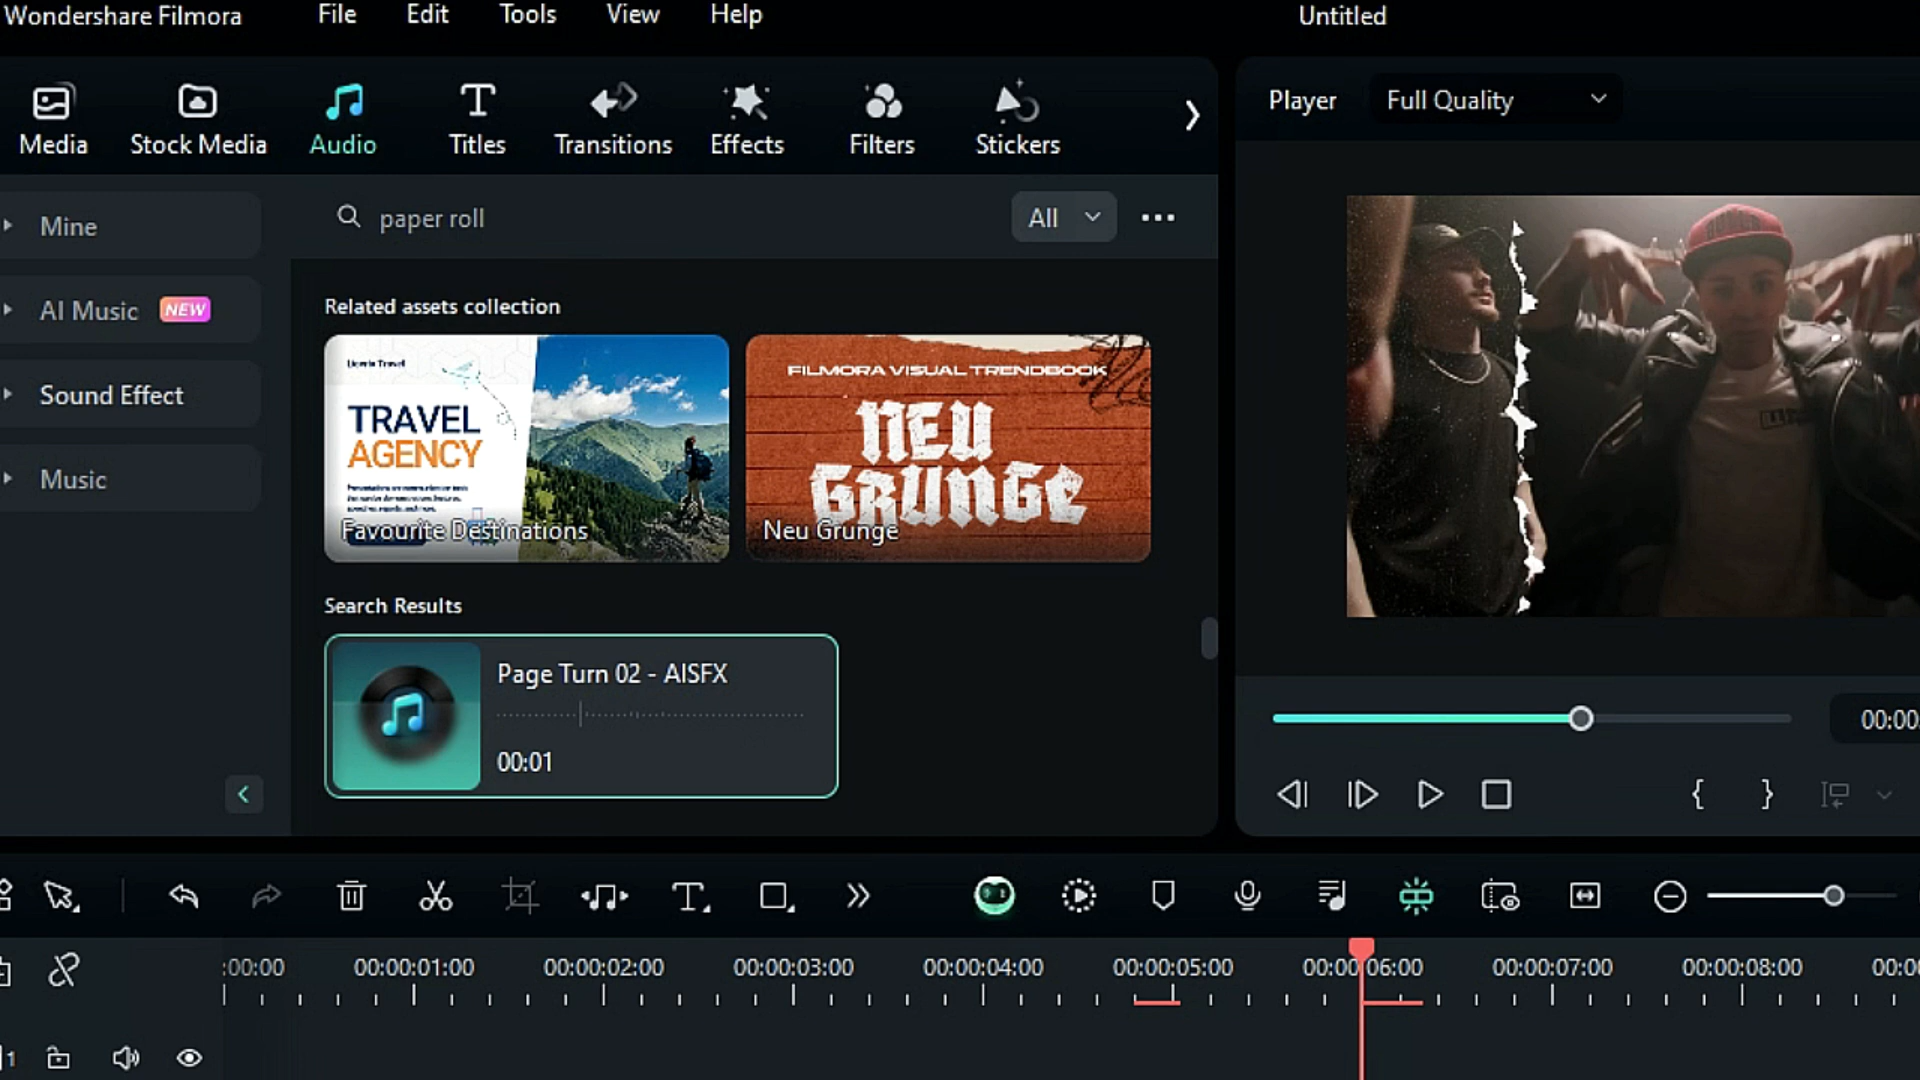 Wondershare Filmora File Edit Tools View Help Untitled
Media Stock Media Audio Titles Transitions Effects Filters Stickers
Player Full Quality
Mine
AI Music NEW
Sound Effect
Music
paper roll All
Related assets collection
TRAVEL
AGENCY
Favourite Destinations
FILMORA VISUAL TRENDBOOK
NEU
GRUNGE
Neu Grunge
Search Results
Page Turn 02 - AISFX
00:01
00:00
:00:00 00:00:01:00 00:00:02:00 00:00:03:00 00:00:04:00 00:00:05:00 00:00:06:00 00:00:07:00 00:00:08:00 00:0
1